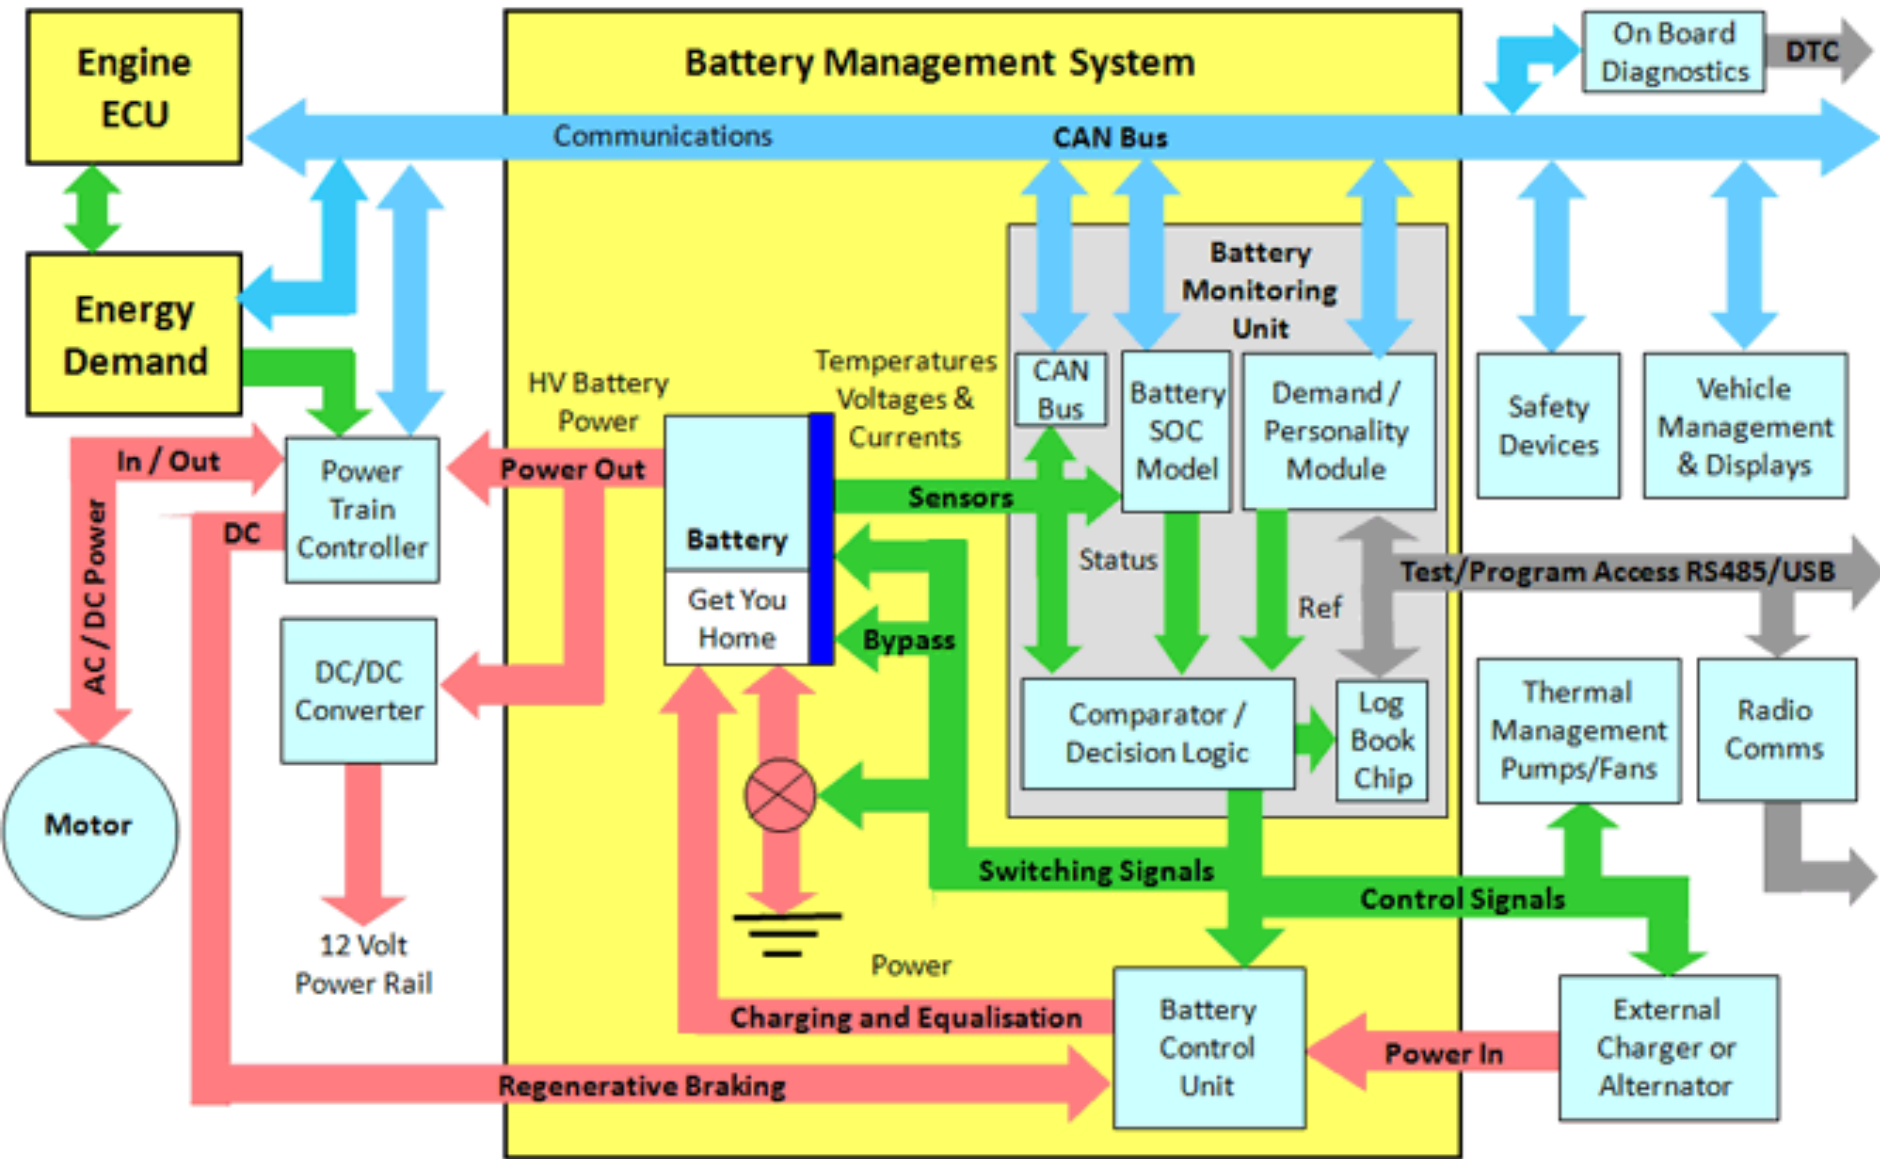 Engine
ECU
Battery Management System
On Board
Diagnostics
DTC
Communications
CAN Bus
Energy
Demand
Battery
Monitoring
Unit
HV Battery
Power
Temperatures
Voltages &
Currents
CAN
Bus
Battery
SOC
Model
Demand /
Personality
Module
Safety
Devices
Vehicle
Management
& Displays
In / Out
Power
Train
Controller
Power Out
Sensors
DC
AC / DC Power
Battery
Get You
Home
Bypass
Status
Ref
Test/Program Access RS485/USB
DC/DC
Converter
Comparator /
Decision Logic
Log
Book
Chip
Thermal
Management
Pumps/Fans
Radio
Comms
Motor
Switching Signals
Control Signals
12 Volt
Power Rail
Power
Charging and Equalisation
Battery
Control
Unit
Power In
External
Charger or
Alternator
Regenerative Braking